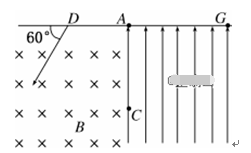 D A G
60°
× × × × ×
× × × × ×
× × × × ×
C
B
× × × × ×